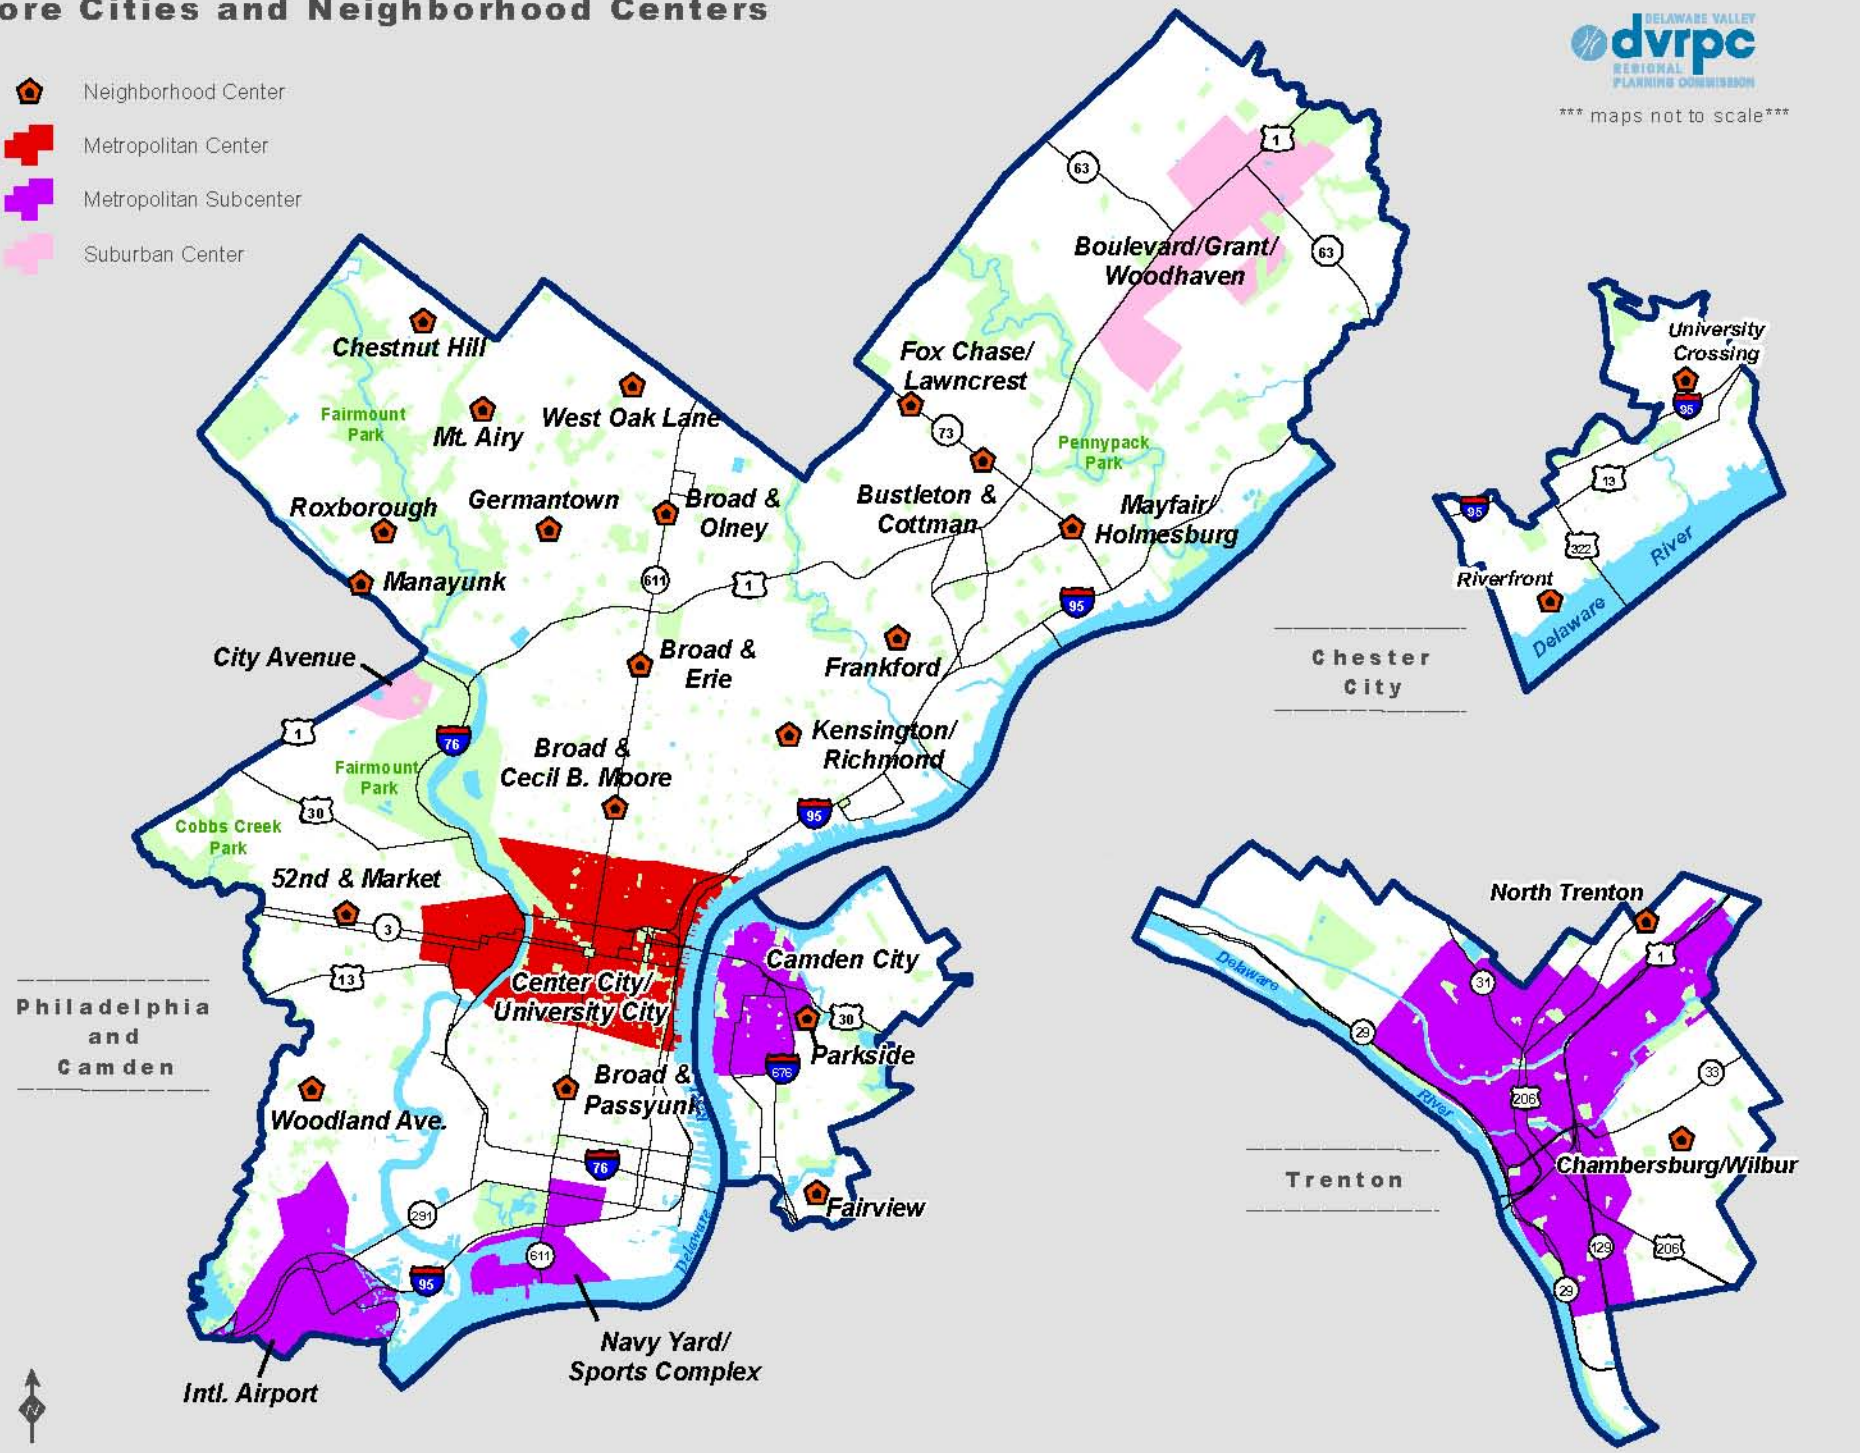 ore Cities and Neighborhood Centers
DELAWARE VALLEY
dvrpc
REGIONAL
PLANNING COMMISSION
*** maps not to scale***
Neighborhood Center
Metropolitan Center
Metropolitan Subcenter
Suburban Center
1
63
63
Boulevard/Grant/
Woodhaven
Chestnut Hill
Fairmount
Park
Mt. Airy
West Oak Lane
Fox Chase/
Lawncrest
73
Pennypack
Park
Roxborough
Germantown
Broad &
Olney
Bustleton &
Cottman
Mayfair/
Holmesburg
Manayunk
611
1
95
City Avenue
Broad &
Erie
Frankford
1
76
Kensington/
Richmond
Broad &
Cecil B. Moore
Fairmount
Park
30
95
Cobbs Creek
Park
52nd & Market
3
13
Center City/
University City
Camden City
30
Parkside
676
Philadelphia
and
Camden
Woodland Ave.
Broad &
Passyunk
76
291
611
95
Fairview
Delaware
Navy Yard/
Sports Complex
Intl. Airport
N
University
Crossing
95
13
95
322
River
Riverfront
Delaware
Chester
City
North Trenton
1
31
Delaware
29
33
206
River
Chambersburg/Wilbur
Trenton
129
206
29